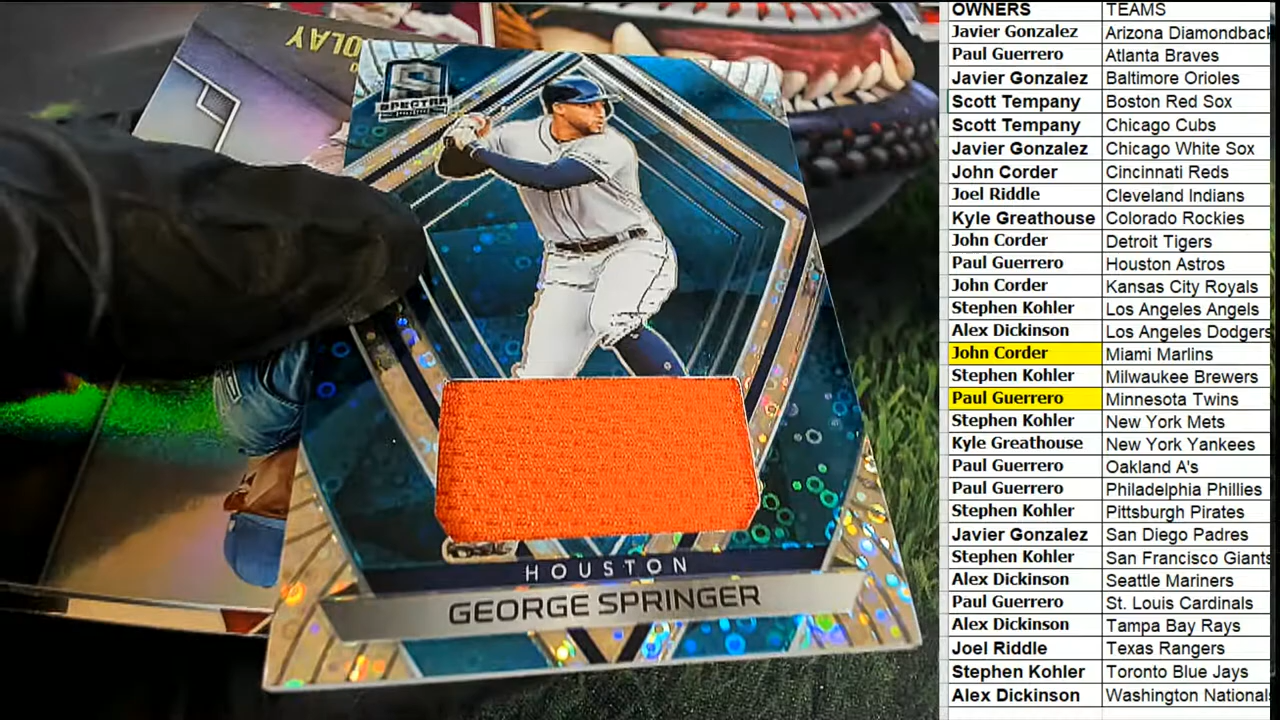 YALO
SPECTRA
HOUSTON
GEORGE SPRINGER
OWNERS TEAMS
Javier Gonzalez Arizona Diamondback
Paul Guerrero Atlanta Braves
Javier Gonzalez Baltimore Orioles
Scott Tempany Boston Red Sox
Scott Tempany Chicago Cubs
Javier Gonzalez Chicago White Sox
John Corder Cincinnati Reds
Joel Riddle Cleveland Indians
Kyle Greathouse Colorado Rockies
John Corder Detroit Tigers
Paul Guerrero Houston Astros
John Corder Kansas City Royals
Stephen Kohler Los Angeles Angels
Alex Dickinson Los Angeles Dodgers
John Corder Miami Marlins
Stephen Kohler Milwaukee Brewers
Paul Guerrero Minnesota Twins
Stephen Kohler New York Mets
Kyle Greathouse New York Yankees
Paul Guerrero Oakland A's
Paul Guerrero Philadelphia Phillies
Stephen Kohler Pittsburgh Pirates
Javier Gonzalez San Diego Padres
Stephen Kohler San Francisco Giants
Alex Dickinson Seattle Mariners
Paul Guerrero St. Louis Cardinals
Alex Dickinson Tampa Bay Rays
Joel Riddle Texas Rangers
Stephen Kohler Toronto Blue Jays
Alex Dickinson Washington Nationals